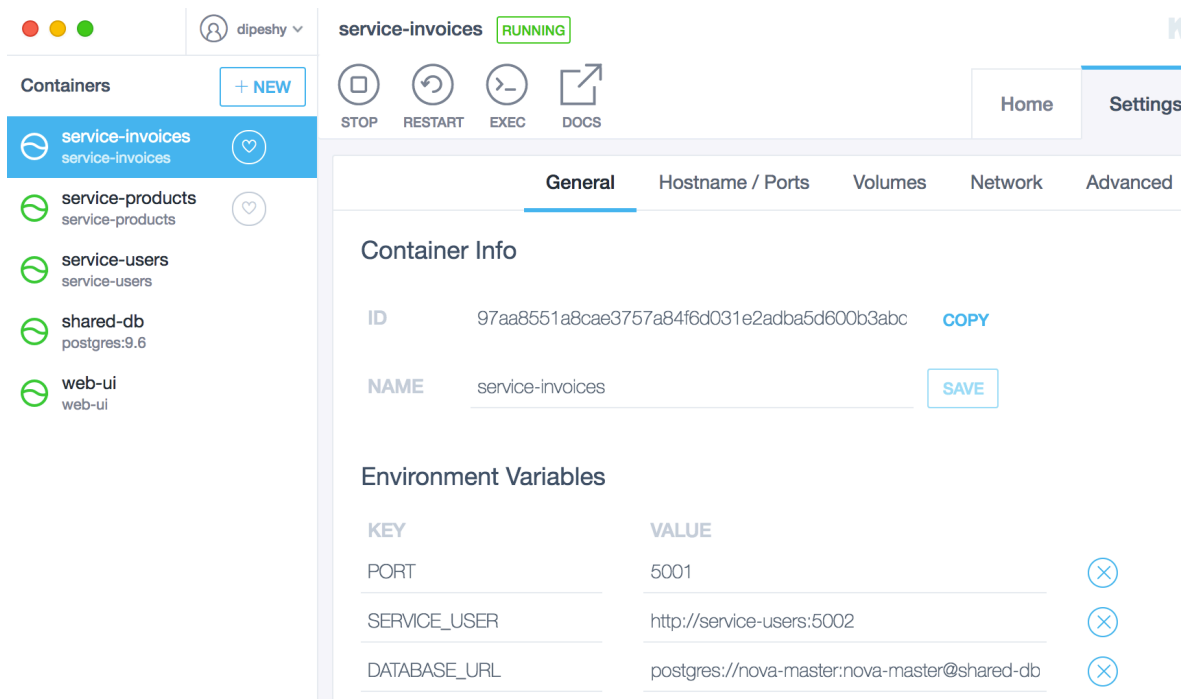 dipeshy
service-invoices RUNNING
Containers
+ NEW
service-invoices
service-invoices
service-products
service-products
service-users
service-users
shared-db
postgres:9.6
web-ui
web-ui
STOP RESTART EXEC DOCS
Home Settings
General Hostname / Ports Volumes Network Advanced
Container Info
ID 97aa8551a8cae3757a84f6d031e2adba5d600b3abc COPY
NAME service-invoices SAVE
Environment Variables
KEY VALUE
PORT 5001
SERVICE_USER http://service-users:5002
DATABASE_URL postgres://nova-master:nova-master@shared-db